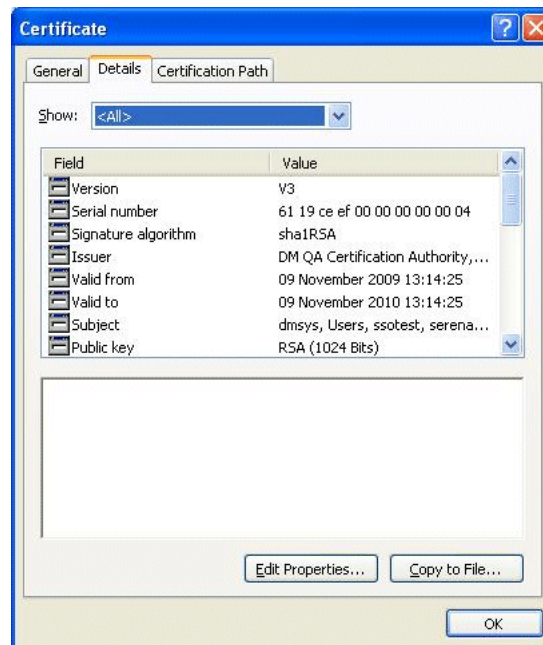 Certificate
General Details Certification Path
Show: <All>
Field Value
Version V3
Serial number 61 19 ce ef 00 00 00 00 00 04
Signature algorithm sha1RSA
Issuer DM QA Certification Authority,...
Valid from 09 November 2009 13:14:25
Valid to 09 November 2010 13:14:25
Subject dmsys, Users, ssotest, serena...
Public key RSA (1024 Bits)
Edit Properties... Copy to File...
OK